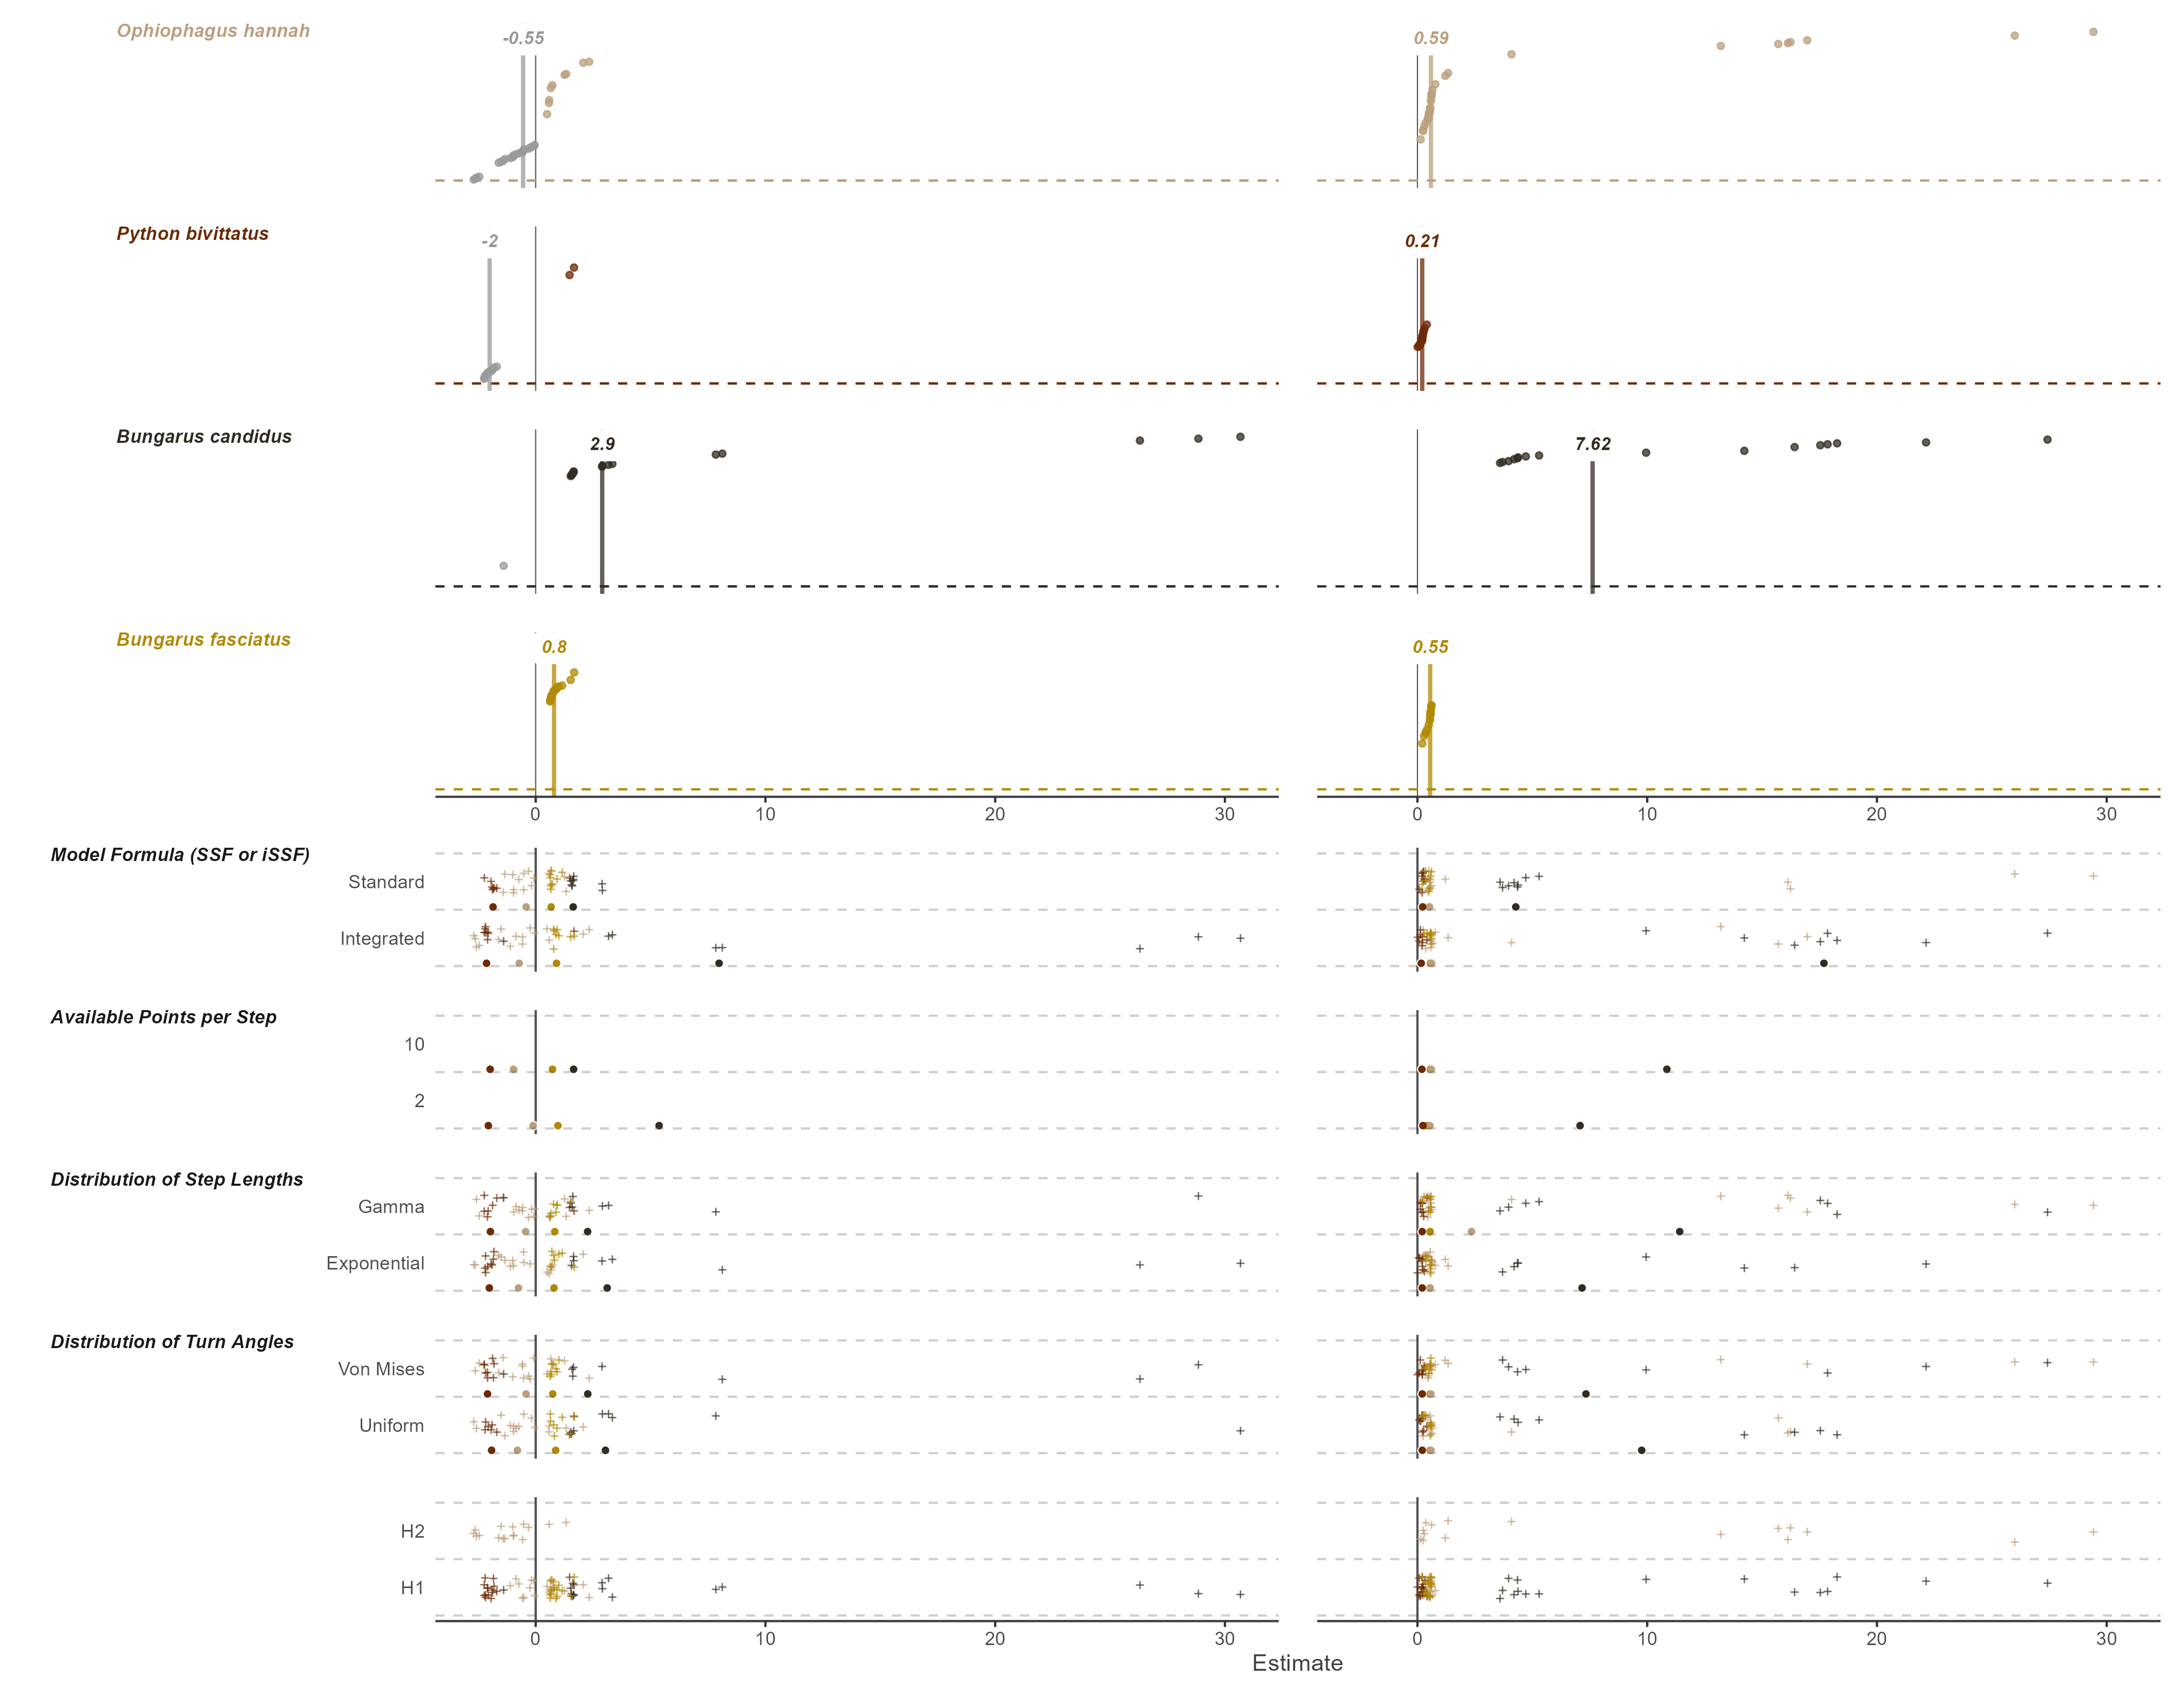 Ophiophagus hannah
-0.55
0.59
Python bivittatus
-2
0.21
Bungarus candidus
2.9
7.62
Bungarus fasciatus
0.8
0.55
0 10 20 30
0 10 20 30
Model Formula (SSF or iSSF)
Standard
Integrated
Available Points per Step
10
2
Distribution of Step Lengths
Gamma
Exponential
Distribution of Turn Angles
Von Mises
Uniform
H2
H1
0 10 20 30
0 10 20 30
Estimate